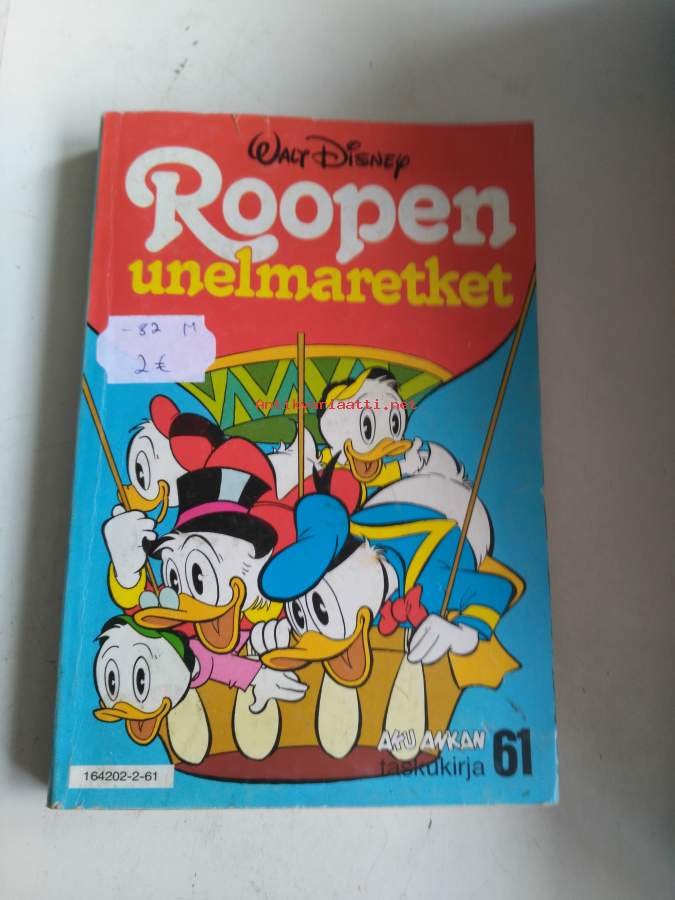 WALT DISNEY
Roopen
unelmaretket
-82 M
2 €
Antikvariaatti.net
AKU ANKAN
taskukirja 61
164202-2-61